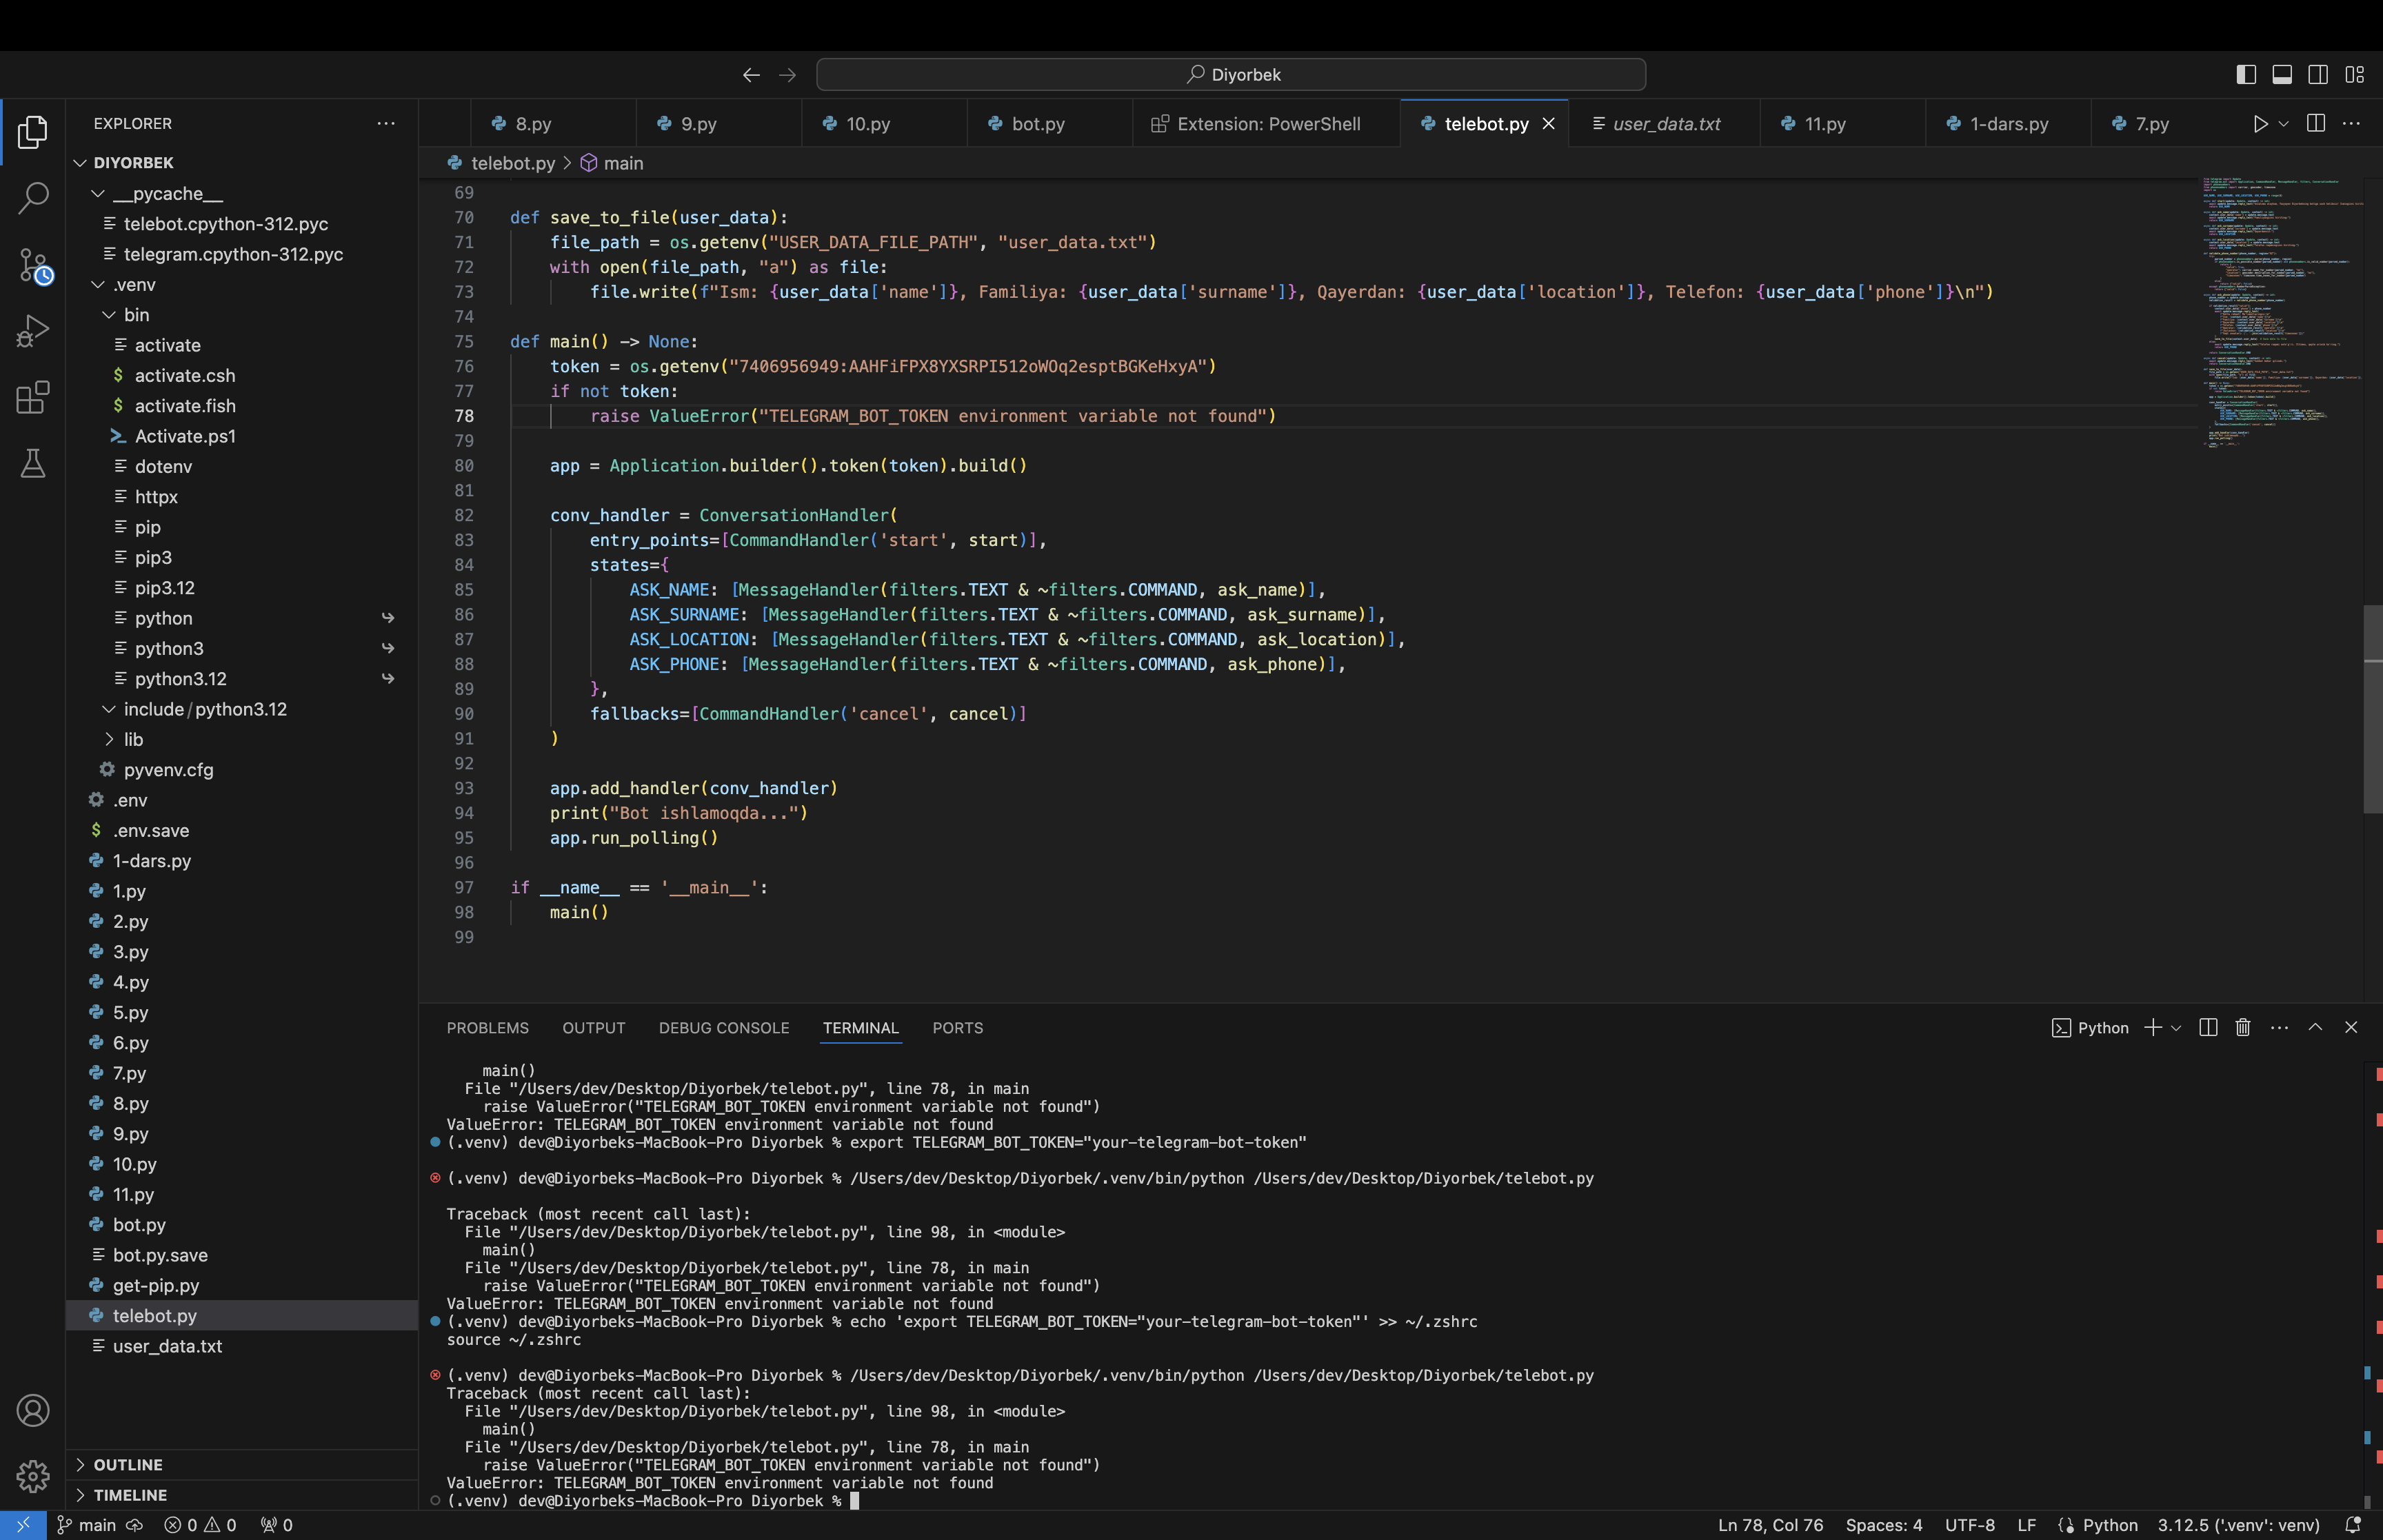 Diyorbek
EXPLORER
8.py
9.py
10.py
bot.py
Extension: PowerShell
telebot.py
user_data.txt
11.py
1-dars.py
7.py
telebot.py > main
DIYORBEK
__pycache__
telebot.cpython-312.pyc
telegram.cpython-312.pyc
.venv
bin
activate
activate.csh
activate.fish
Activate.ps1
dotenv
httpx
pip
pip3
pip3.12
python
python3
python3.12
include/python3.12
lib
pyvenv.cfg
.env
.env.save
1-dars.py
1.py
2.py
3.py
4.py
5.py
6.py
7.py
8.py
9.py
10.py
11.py
bot.py
bot.py.save
get-pip.py
telebot.py
user_data.txt
OUTLINE
TIMELINE
69
70 def save_to_file(user_data):
71 file_path = os.getenv("USER_DATA_FILE_PATH", "user_data.txt")
72 with open(file_path, "a") as file:
73 file.write(f"Ism: {user_data['name']}, Familiya: {user_data['surname']}, Qayerdan: {user_data['location']}, Telefon: {user_data['phone']}\n")
74
75 def main() -> None:
76 token = os.getenv("7406956949:AAHFiFPX8YXSRPI512oWOq2esptBGKeHxyA")
77 if not token:
78 raise ValueError("TELEGRAM_BOT_TOKEN environment variable not found")
79
80 app = Application.builder().token(token).build()
81
82 conv_handler = ConversationHandler(
83 entry_points=[CommandHandler('start', start)],
84 states={
85 ASK_NAME: [MessageHandler(filters.TEXT & ~filters.COMMAND, ask_name)],
86 ASK_SURNAME: [MessageHandler(filters.TEXT & ~filters.COMMAND, ask_surname)],
87 ASK_LOCATION: [MessageHandler(filters.TEXT & ~filters.COMMAND, ask_location)],
88 ASK_PHONE: [MessageHandler(filters.TEXT & ~filters.COMMAND, ask_phone)],
89 },
90 fallbacks=[CommandHandler('cancel', cancel)]
91 )
92
93 app.add_handler(conv_handler)
94 print("Bot ishlamoqda...")
95 app.run_polling()
96
97 if __name__ == '__main__':
98 main()
99
PROBLEMS OUTPUT DEBUG CONSOLE TERMINAL PORTS
Python
main()
File "/Users/dev/Desktop/Diyorbek/telebot.py", line 78, in main
raise ValueError("TELEGRAM_BOT_TOKEN environment variable not found")
ValueError: TELEGRAM_BOT_TOKEN environment variable not found
(.venv) dev@Diyorbeks-MacBook-Pro Diyorbek % export TELEGRAM_BOT_TOKEN="your-telegram-bot-token"
(.venv) dev@Diyorbeks-MacBook-Pro Diyorbek % /Users/dev/Desktop/Diyorbek/.venv/bin/python /Users/dev/Desktop/Diyorbek/telebot.py
Traceback (most recent call last):
File "/Users/dev/Desktop/Diyorbek/telebot.py", line 98, in <module>
main()
File "/Users/dev/Desktop/Diyorbek/telebot.py", line 78, in main
raise ValueError("TELEGRAM_BOT_TOKEN environment variable not found")
ValueError: TELEGRAM_BOT_TOKEN environment variable not found
(.venv) dev@Diyorbeks-MacBook-Pro Diyorbek % echo 'export TELEGRAM_BOT_TOKEN="your-telegram-bot-token"' >> ~/.zshrc
source ~/.zshrc
(.venv) dev@Diyorbeks-MacBook-Pro Diyorbek % /Users/dev/Desktop/Diyorbek/.venv/bin/python /Users/dev/Desktop/Diyorbek/telebot.py
Traceback (most recent call last):
File "/Users/dev/Desktop/Diyorbek/telebot.py", line 98, in <module>
main()
File "/Users/dev/Desktop/Diyorbek/telebot.py", line 78, in main
raise ValueError("TELEGRAM_BOT_TOKEN environment variable not found")
ValueError: TELEGRAM_BOT_TOKEN environment variable not found
(.venv) dev@Diyorbeks-MacBook-Pro Diyorbek %
main 0 0 0
Ln 78, Col 76 Spaces: 4 UTF-8 LF Python 3.12.5 ('.venv': venv)